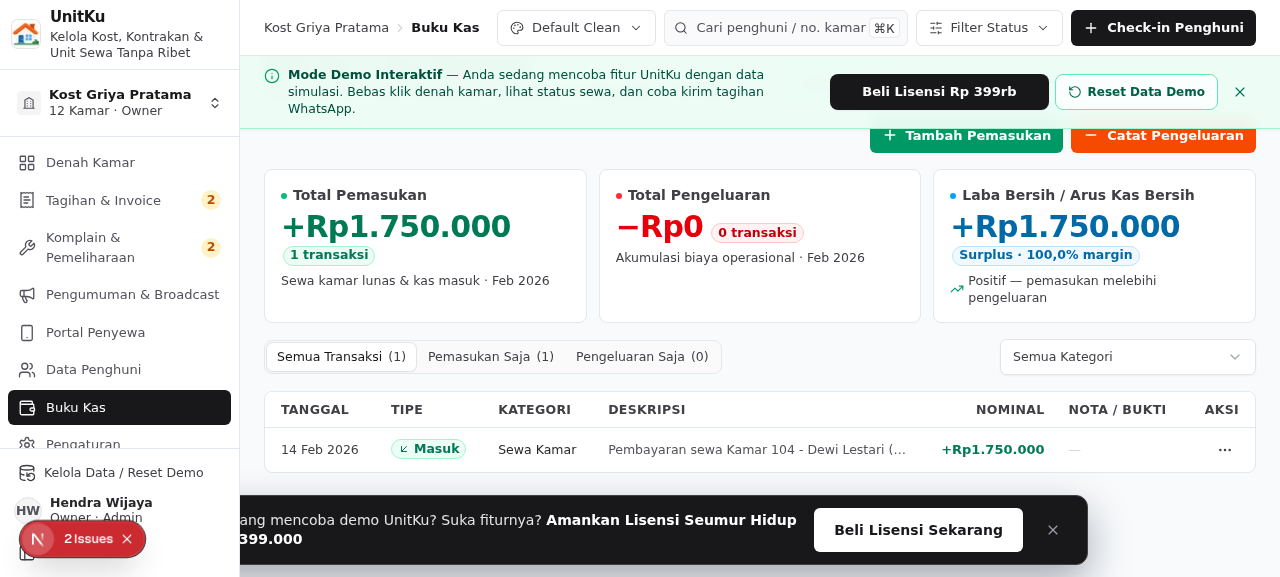 UnitKu
Kelola Kost, Kontrakan &
Unit Sewa Tanpa Ribet
Kost Griya Pratama
12 Kamar · Owner
Denah Kamar
Tagihan & Invoice
2
Komplain &
Pemeliharaan
2
Pengumuman & Broadcast
Portal Penyewa
Data Penghuni
Buku Kas
Pengaturan
Kelola Data / Reset Demo
HW
Hendra Wijaya
Owner · Admin
N
2 Issues
Kost Griya Pratama
Buku Kas
Default Clean
Cari penghuni / no. kamar
⌘K
Filter Status
Check-in Penghuni
Mode Demo Interaktif — Anda sedang mencoba fitur UnitKu dengan data
simulasi. Bebas klik denah kamar, lihat status sewa, dan coba kirim tagihan
WhatsApp.
Beli Lisensi Rp 399rb
Reset Data Demo
Tambah Pemasukan
Catat Pengeluaran
Total Pemasukan
+Rp1.750.000
1 transaksi
Sewa kamar lunas & kas masuk · Feb 2026
Total Pengeluaran
−Rp0
0 transaksi
Akumulasi biaya operasional · Feb 2026
Laba Bersih / Arus Kas Bersih
+Rp1.750.000
Surplus · 100,0% margin
Positif — pemasukan melebihi
pengeluaran
Semua Transaksi (1)
Pemasukan Saja (1)
Pengeluaran Saja (0)
Semua Kategori
TANGGAL TIPE KATEGORI DESKRIPSI NOMINAL NOTA / BUKTI AKSI
14 Feb 2026 Masuk Sewa Kamar Pembayaran sewa Kamar 104 - Dewi Lestari (... +Rp1.750.000 — ...
ang mencoba demo UnitKu? Suka fiturnya? Amankan Lisensi Seumur Hidup
399.000
Beli Lisensi Sekarang